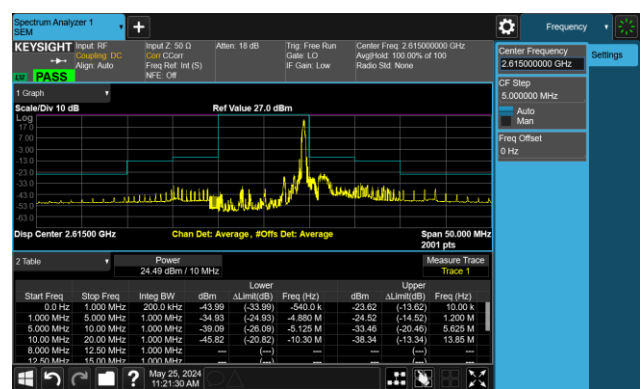 Spectrum Analyzer 1
SEM
Frequency
KEYSIGHT
Input: RF
Coupling: DC
Align: Auto
Input Z: 50 Ω
Corr CCorr
Freq Ref: Int (S)
NFE: Off
Atten: 18 dB
Trig: Free Run
Gate: LO
IF Gain: Low
Center Freq: 2.615000000 GHz
Avg|Hold: 100.00% of 100
Radio Std: None
PASS
Center Frequency
2.615000000 GHz
Settings
CF Step
5.000000 MHz
Auto
Man
Freq Offset
0 Hz
1 Graph
Scale/Div 10 dB
Ref Value 27.0 dBm
Log
17.0
7.00
-3.00
-13.0
-23.0
-33.0
-43.0
-53.0
-63.0
Disp Center 2.61500 GHz
Chan Det: Average, #Offs Det: Average
Span 50.000 MHz
2001 pts
2 Table
Power
24.49 dBm / 10 MHz
Measure Trace
Trace 1
Lower Upper
Start Freq Stop Freq Integ BW dBm ΔLimit(dB) Freq (Hz) dBm ΔLimit(dB) Freq (Hz)
0.0 Hz 1.000 MHz 200.0 kHz -43.99 (-33.99) -540.0 k -23.62 (-13.62) 10.00 k
1.000 MHz 5.000 MHz 1.000 MHz -34.93 (-24.93) -4.880 M -24.52 (-14.52) 1.200 M
5.000 MHz 10.00 MHz 1.000 MHz -39.09 (-26.09) -5.125 M -33.46 (-20.46) 5.625 M
10.00 MHz 20.00 MHz 1.000 MHz -45.82 (-20.82) -10.30 M -38.34 (-13.34) 13.85 M
8.000 MHz 12.50 MHz 1.000 MHz --- (---) --- --- (---) ---
12.50 MHz 15.00 MHz 1.000 MHz --- (---) --- --- (---) ---
May 25, 2024
11:21:30 AM